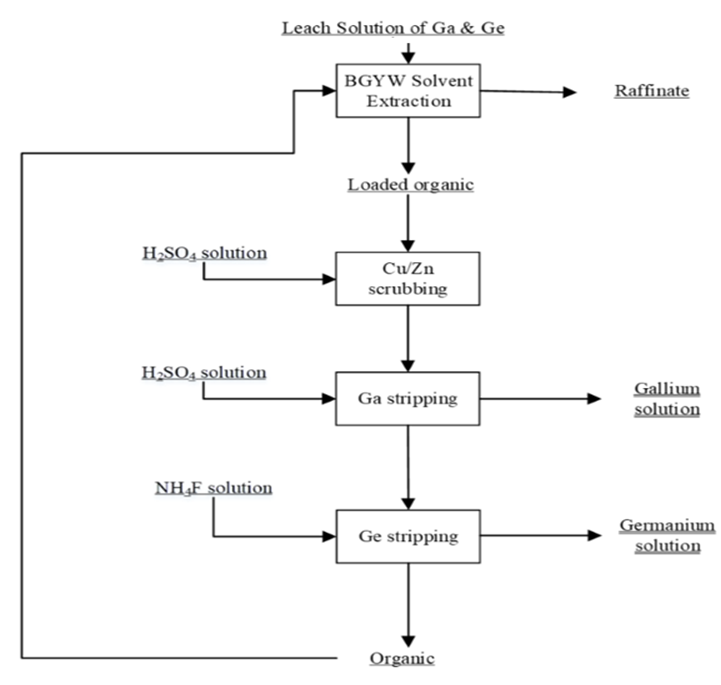 Leach Solution of Ga & Ge
BGYW Solvent
Extraction
Raffinate
Loaded organic
H₂SO₄ solution
Cu/Zn
scrubbing
H₂SO₄ solution
Ga stripping
Gallium
solution
NH₄F solution
Ge stripping
Germanium
solution
Organic